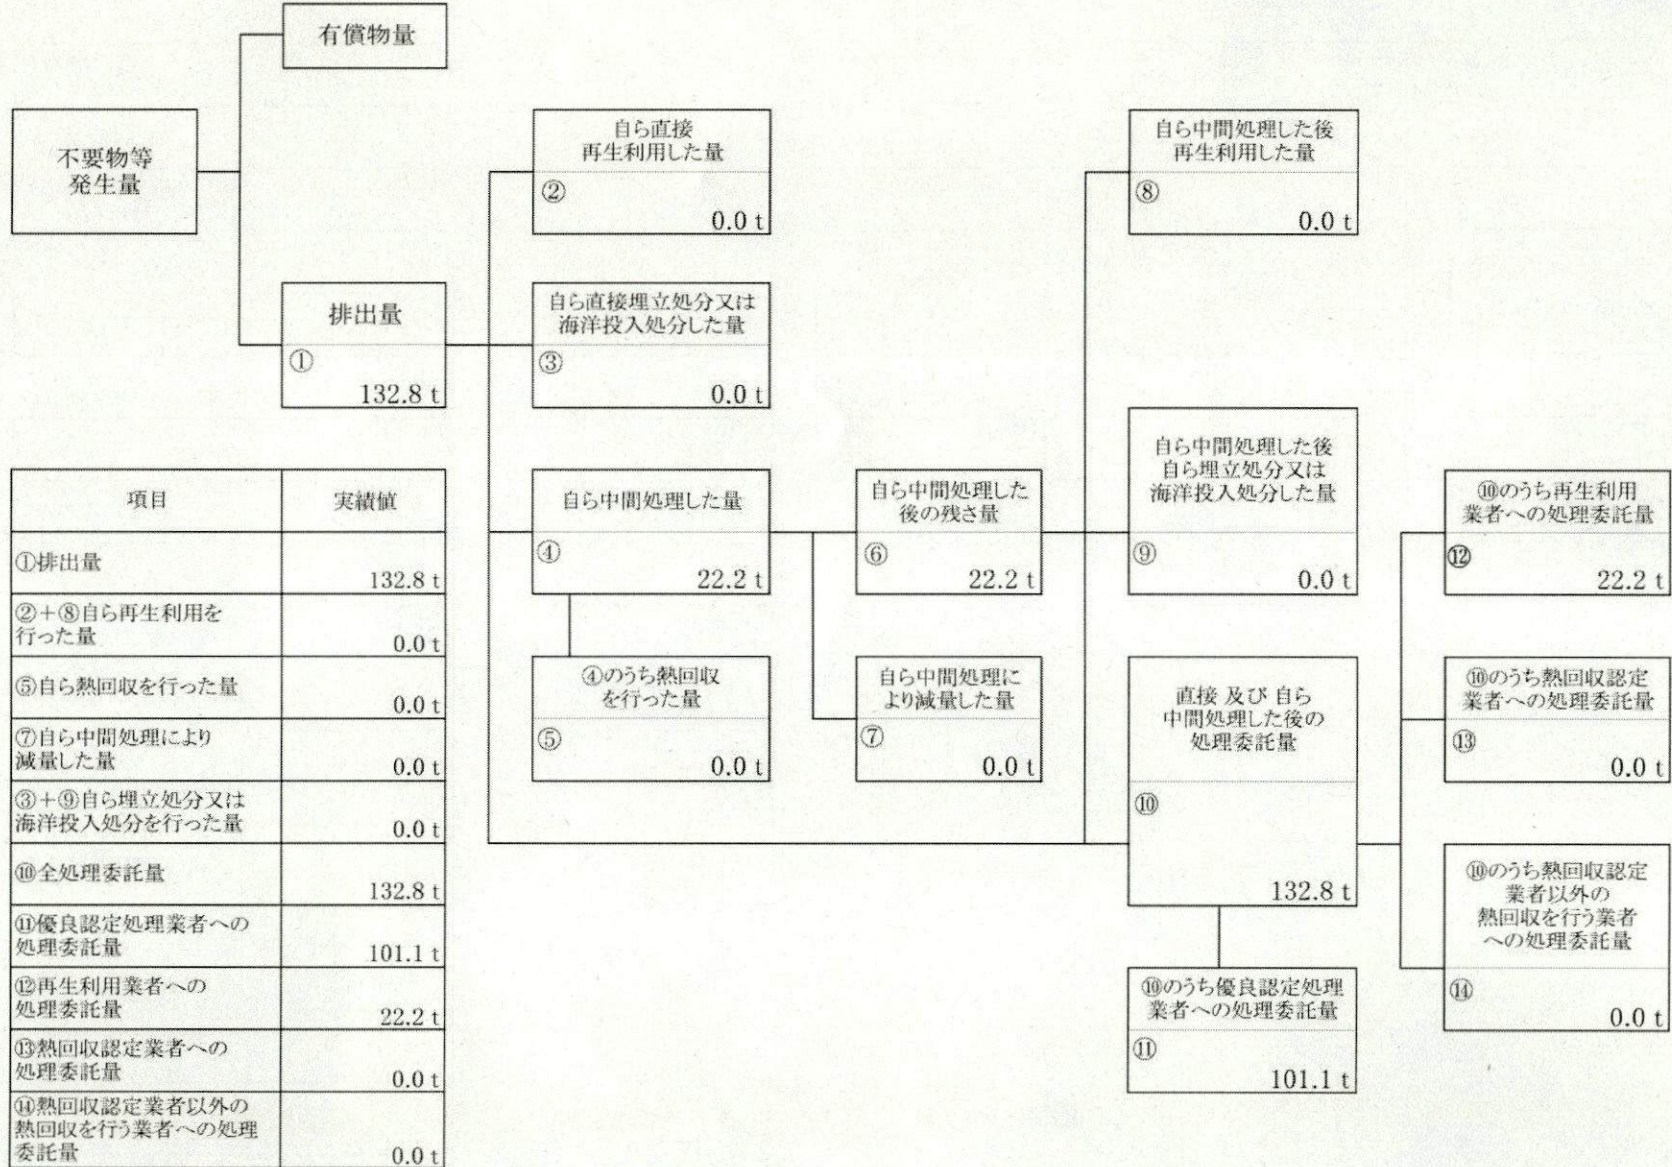 有償物量
不要物等
発生量
排出量
①
132.8 t
自ら直接
再生利用した量
②
0.0 t
自ら直接埋立処分又は
海洋投入処分した量
③
0.0 t
自ら中間処理した量
④
22.2 t
④のうち熱回収
を行った量
⑤
0.0 t
自ら中間処理した
後の残さ量
⑥
22.2 t
自ら中間処理に
より減量した量
⑦
0.0 t
自ら中間処理した後
再生利用した量
⑧
0.0 t
自ら中間処理した後
自ら埋立処分又は
海洋投入処分した量
⑨
0.0 t
直接 及び 自ら
中間処理した後の
処理委託量
⑩
132.8 t
⑩のうち優良認定処理
業者への処理委託量
⑪
101.1 t
⑩のうち再生利用
業者への処理委託量
⑫
22.2 t
⑩のうち熱回収認定
業者への処理委託量
⑬
0.0 t
⑩のうち熱回収認定
業者以外の
熱回収を行う業者
への処理委託量
⑭
0.0 t
項目 実績値
①排出量
132.8 t
②+⑧自ら再生利用を
行った量
0.0 t
⑤自ら熱回収を行った量
0.0 t
⑦自ら中間処理により
減量した量
0.0 t
③+⑨自ら埋立処分又は
海洋投入処分を行った量
0.0 t
⑩全処理委託量
132.8 t
⑪優良認定処理業者への
処理委託量
101.1 t
⑫再生利用業者への
処理委託量
22.2 t
⑬熱回収認定業者への
処理委託量
0.0 t
⑭熱回収認定業者以外の
熱回収を行う業者への処理
委託量
0.0 t